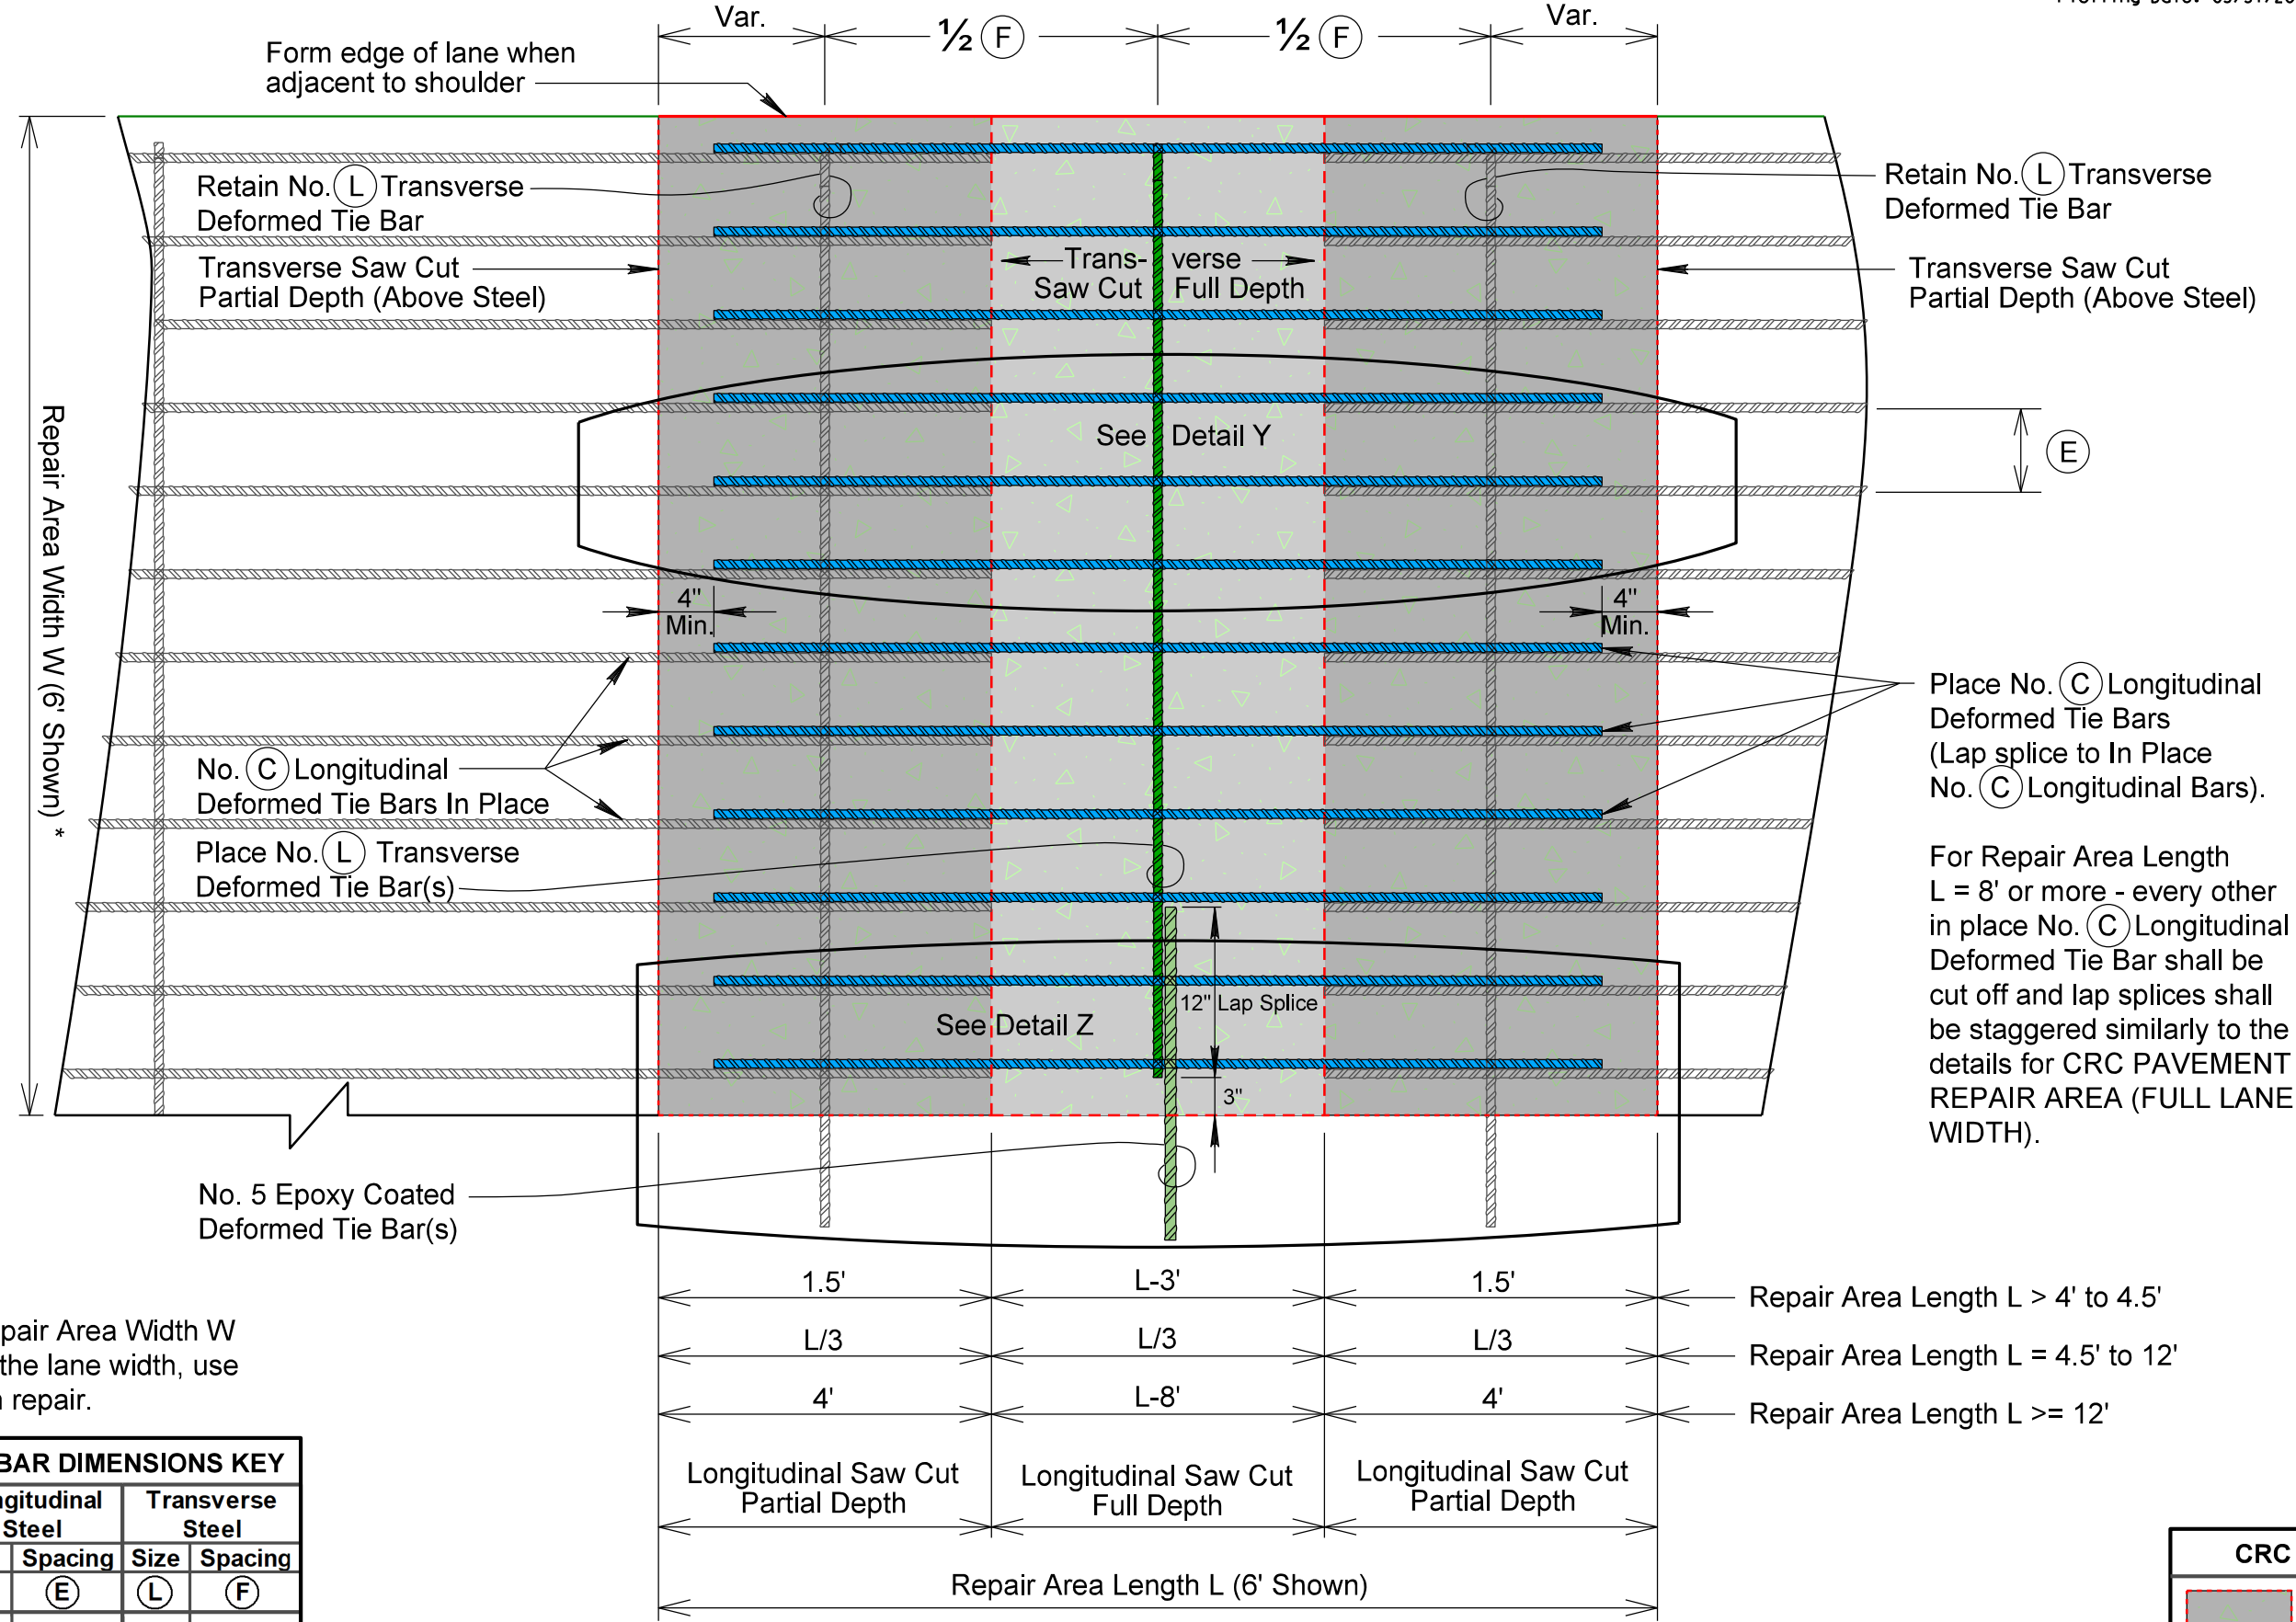 Var.
½ F
½ F
Var.
Form edge of lane when
adjacent to shoulder
Retain No. L Transverse
Deformed Tie Bar
Transverse Saw Cut
Partial Depth (Above Steel)
Trans- verse
Saw Cut Full Depth
Retain No. L Transverse
Deformed Tie Bar
Transverse Saw Cut
Partial Depth (Above Steel)
Repair Area Width W (6' Shown) *
See Detail Y
E
4"
Min.
4"
Min.
No. C Longitudinal
Deformed Tie Bars In Place
Place No. L Transverse
Deformed Tie Bar(s)
Place No. C Longitudinal
Deformed Tie Bars
(Lap splice to In Place
No. C Longitudinal Bars).
For Repair Area Length
L = 8' or more - every other
in place No. C Longitudinal
Deformed Tie Bar shall be
cut off and lap splices shall
be staggered similarly to the
details for CRC PAVEMENT
REPAIR AREA (FULL LANE
WIDTH).
12" Lap Splice
See Detail Z
3"
No. 5 Epoxy Coated
Deformed Tie Bar(s)
1.5' L-3' 1.5' Repair Area Length L > 4' to 4.5'
L/3 L/3 L/3 Repair Area Length L = 4.5' to 12'
4' L-8' 4' Repair Area Length L >= 12'
pair Area Width W
the lane width, use
repair.
Longitudinal Saw Cut
Partial Depth
Longitudinal Saw Cut
Full Depth
Longitudinal Saw Cut
Partial Depth
Repair Area Length L (6' Shown)
BAR DIMENSIONS KEY
gitudinal
Steel
Transverse
Steel
Spacing Size Spacing
E L F
CRC